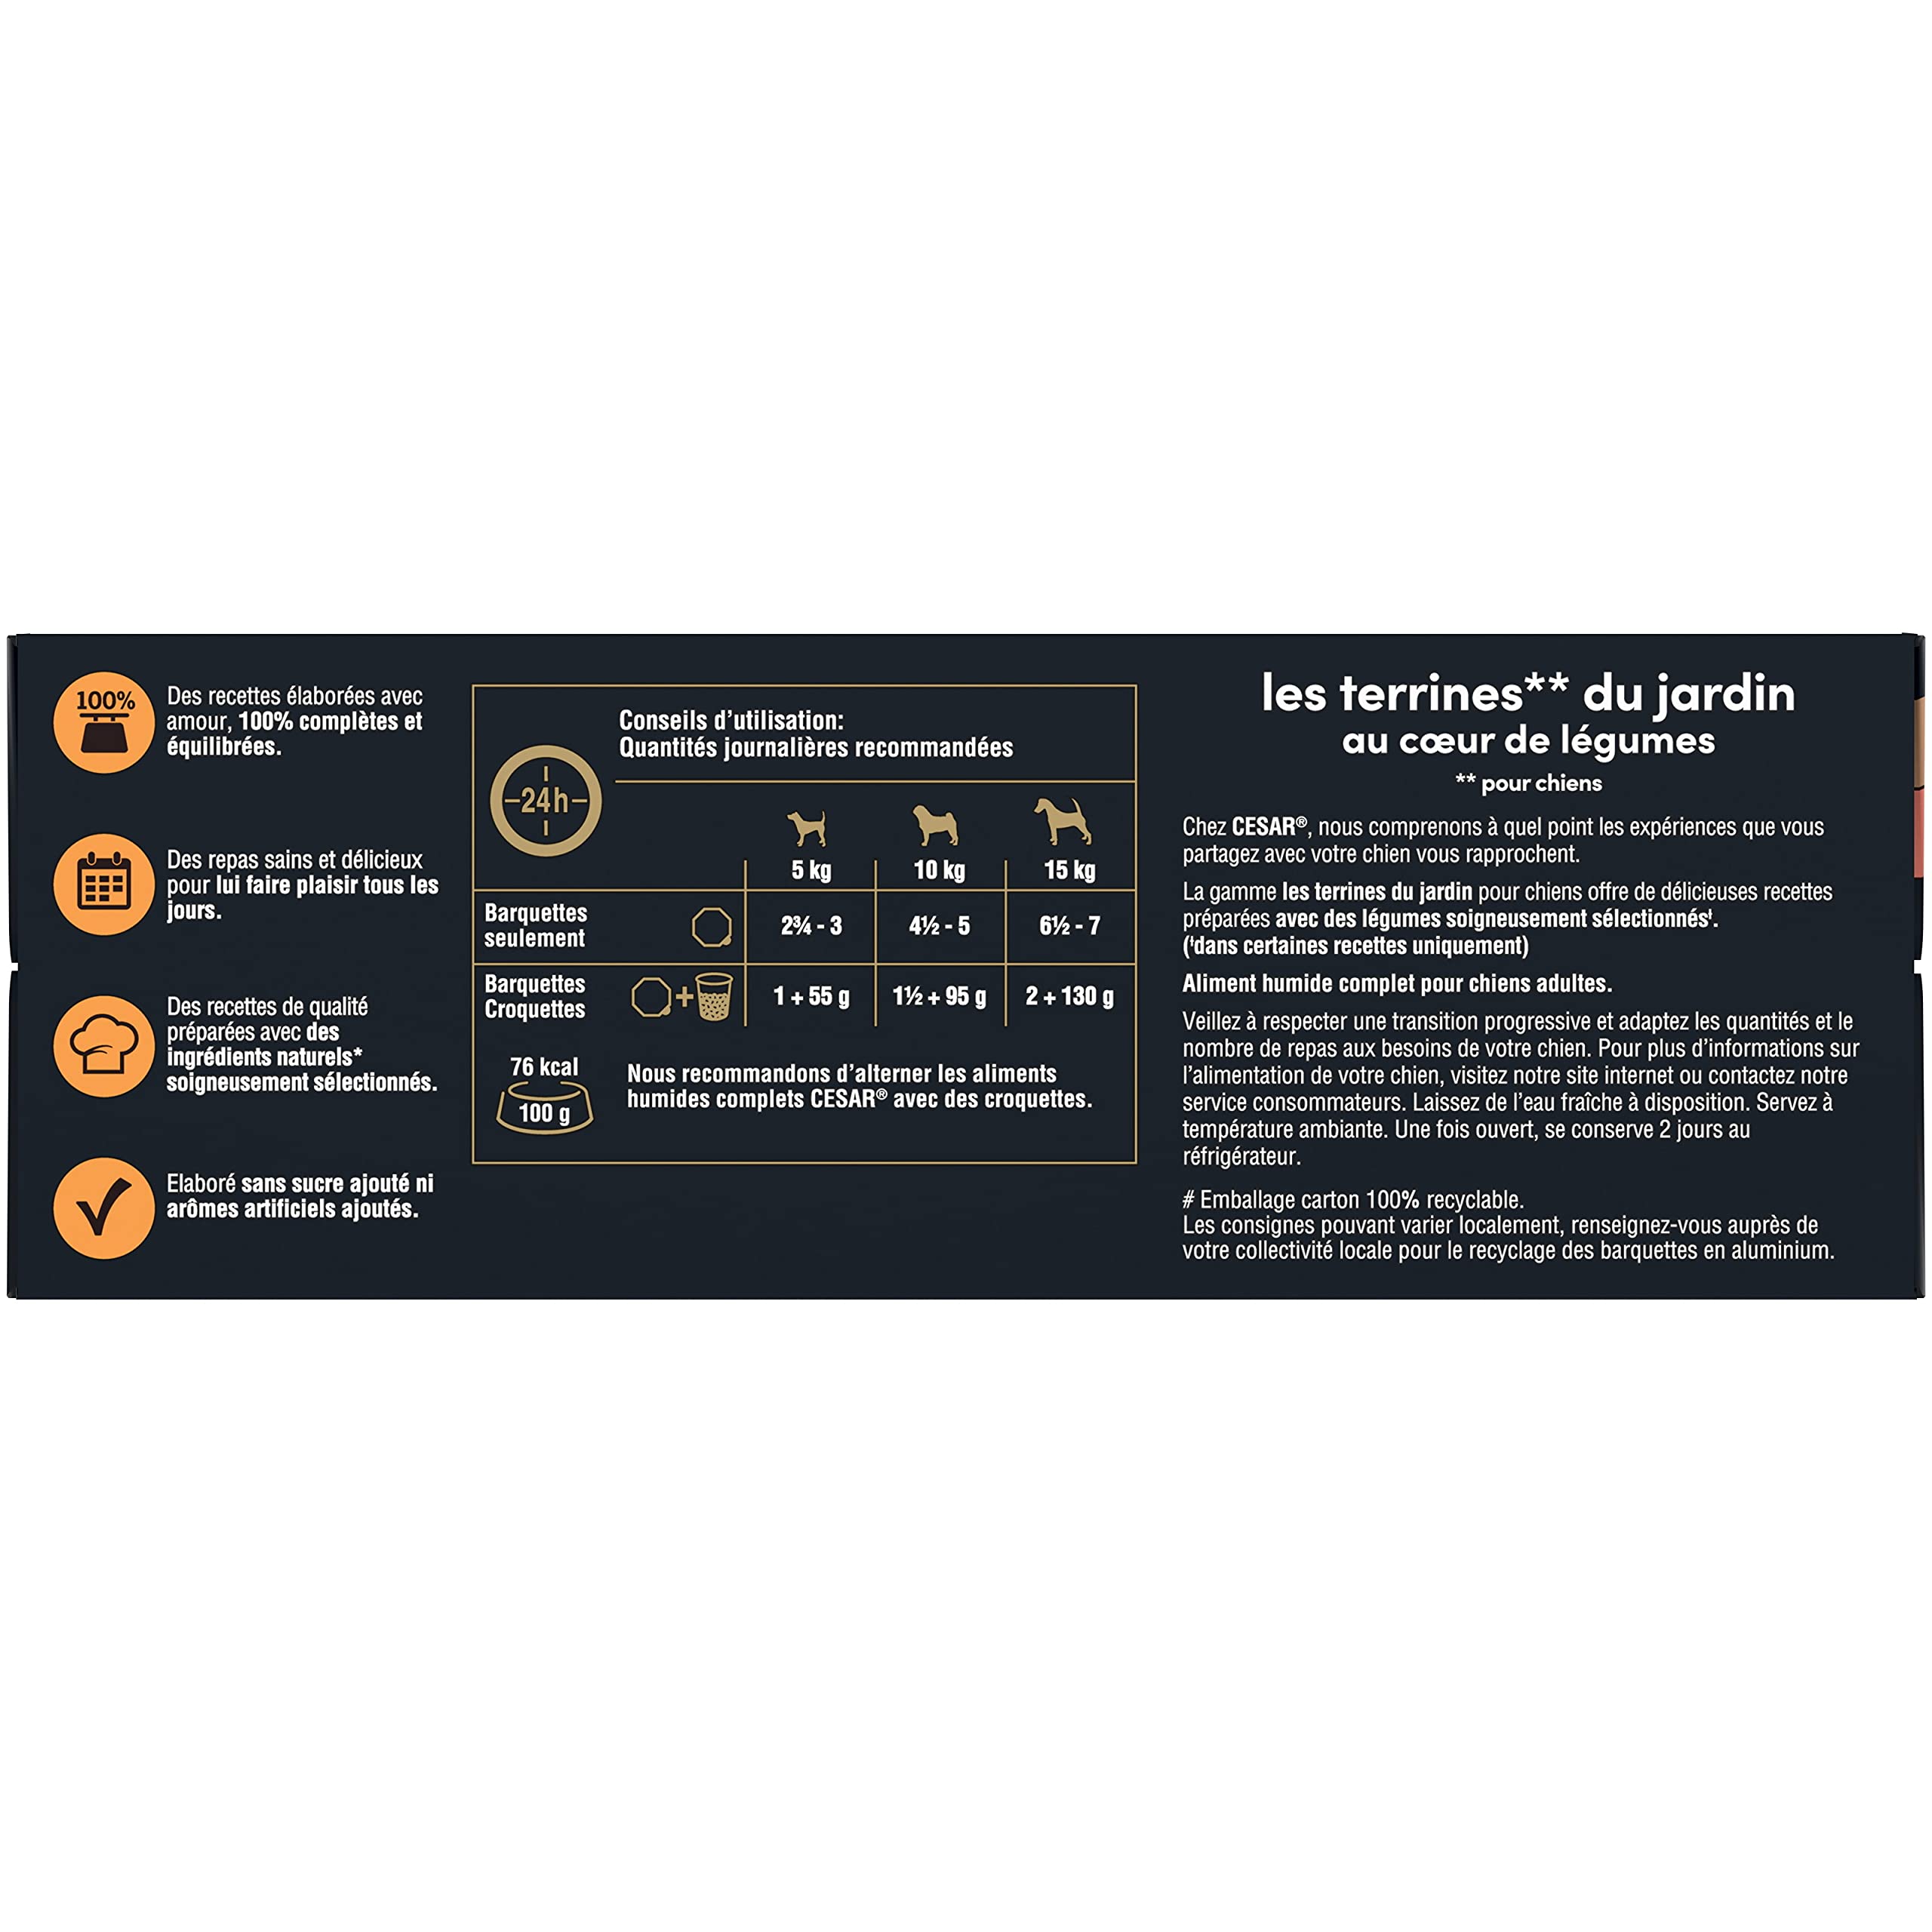 100%
Des recettes élaborées avec
amour, 100% complètes et
équilibrées.
Des repas sains et délicieux
pour lui faire plaisir tous les
jours.
Des recettes de qualité
préparées avec des
ingrédients naturels*
soigneusement sélectionnés.
Elaboré sans sucre ajouté ni
arômes artificiels ajoutés.
24h
Conseils d'utilisation:
Quantités journalières recommandées
5 kg 10 kg 15 kg
Barquettes
seulement
2¾ - 3 4½ - 5 6½ - 7
Barquettes
Croquettes
+
1 + 55 g 1½ + 95 g 2 + 130 g
76 kcal
100 g
Nous recommandons d'alterner les aliments
humides complets CESAR® avec des croquettes.
les terrines** du jardin
au cœur de légumes
** pour chiens
Chez CESAR®, nous comprenons à quel point les expériences que vous
partagez avec votre chien vous rapprochent.
La gamme les terrines du jardin pour chiens offre de délicieuses recettes
préparées avec des légumes soigneusement sélectionnésǂ.
(ǂdans certaines recettes uniquement)
Aliment humide complet pour chiens adultes.
Veillez à respecter une transition progressive et adaptez les quantités et le
nombre de repas aux besoins de votre chien. Pour plus d'informations sur
l'alimentation de votre chien, visitez notre site internet ou contactez notre
service consommateurs. Laissez de l'eau fraîche à disposition. Servez à
température ambiante. Une fois ouvert, se conserve 2 jours au
réfrigérateur.
# Emballage carton 100% recyclable.
Les consignes pouvant varier localement, renseignez-vous auprès de
votre collectivité locale pour le recyclage des barquettes en aluminium.